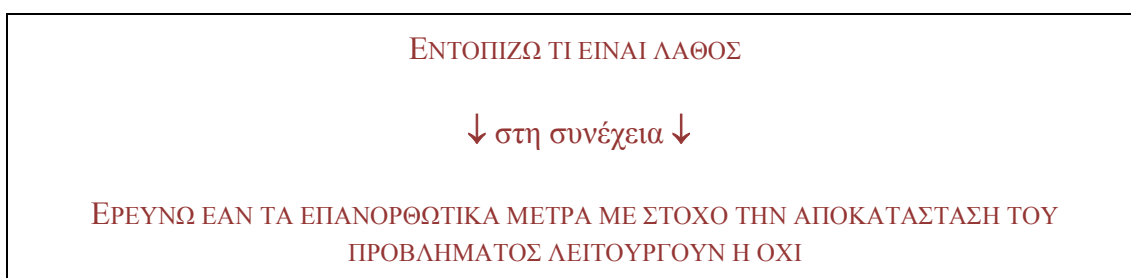 ΕΝΤΟΠΙΖΩ ΤΙ ΕΙΝΑΙ ΛΑΘΟΣ
↓ στη συνέχεια ↓
ΕΡΕΥΝΩ ΕΑΝ ΤΑ ΕΠΑΝΟΡΘΩΤΙΚΑ ΜΕΤΡΑ ΜΕ ΣΤΟΧΟ ΤΗΝ ΑΠΟΚΑΤΑΣΤΑΣΗ ΤΟΥ
ΠΡΟΒΛΗΜΑΤΟΣ ΛΕΙΤΟΥΡΓΟΥΝ Η ΟΧΙ